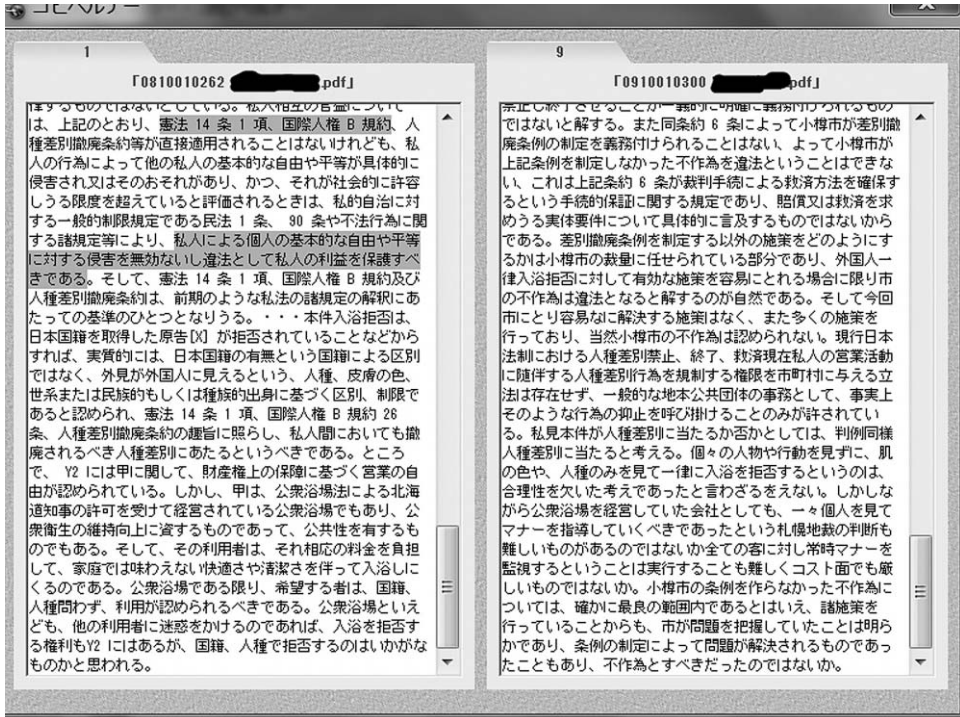 コピペルナー
1
「0810010262 .pdf」
律するものではないとしている。私人相互の官益について
は、上記のとおり、憲法 14 条 1 項、国際人権 B 規約、人
種差別撤廃条約等が直接適用されることはないけれども、私
人の行為によって他の私人の基本的な自由や平等が具体的に
侵害され又はそのおそれがあり、かつ、それが社会的に許容
しうる限度を超えていると評価されるときは、私的自治に対
する一般的制限規定である民法 1 条、 90 条や不法行為に関
する諸規定等により、私人による個人の基本的な自由や平等
に対する侵害を無効ないし違法として私人の利益を保護すべ
きである。そして、憲法 14 条 1 項、国際人権 B 規約及び
人種差別撤廃条約は、前期のような私法の諸規定の解釈にあ
たっての基準のひとつとなりうる。・・・本件入浴拒否は、
日本国籍を取得した原告[X] が拒否されていることなどから
すれば、実質的には、日本国籍の有無という国籍による区別
ではなく、外見が外国人に見えるという、人種、皮膚の色、
世系または民族的もしくは種族的出身に基づく区別、制限で
あると認められ、憲法 14 条 1 項、国際人権 B 規約 26
条、人種差別撤廃条約の趣旨に照らし、私人間においても撤
廃されるべき人種差別にあたるというべきである。ところ
で、 Y2 には甲に関して、財産権上の保障に基づく営業の自
由が認められている。しかし、甲は、公衆浴場法による北海
道知事の許可を受けて経営されている公衆浴場でもあり、公
衆衛生の維持向上に資するものであって、公共性を有するも
のでもある。そして、その利用者は、それ相応の料金を負担
して、家庭では味わえない快適さや清潔さを伴って入浴しに
くるのである。公衆浴場である限り、希望する者は、国籍、
人種問わず、利用が認められるべきである。公衆浴場といえ
ども、他の利用者に迷惑をかけるのであれば、入浴を拒否す
る権利もY2 にはあるが、国籍、人種で拒否するのはいかがな
ものかと思われる。
9
「0910010300 pdf」
禁止し終了させることが一義的に明確に義務付けられるもの
ではないと解する。また同条約 6 条によって小樽市が差別撤
廃条例の制定を義務付けられることはない、よって小樽市が
上記条例を制定しなかった不作為を違法ということはできな
い、これは上記条約 6 条が裁判手続による救済方法を確保す
るという手続的保証に関する規定であり、賠償又は救済を求
めうる実体要件について具体的に言及するものではないから
である。差別撤廃条例を制定する以外の施策をどのようにす
るかは小樽市の裁量に任せられている部分であり、外国人一
律入浴拒否に対して有効な施策を容易にとれる場合に限り市
の不作為は違法となると解するのが自然である。そして今回
市にとり容易なに解決する施策はなく、また多くの施策を
行っており、当然小樽市の不作為は認められない。現行日本
法制における人種差別禁止、終了、救済現在私人の営業活動
に随伴する人種差別行為を規制する権限を市町村に与える立
法は存在せず、一般的な地本公共団体の事務として、事実上
そのような行為の抑止を呼び掛けることのみが許されてい
る。私見本件が人種差別に当たるか否かとしては、判例同様
人種差別に当たると考える。個々の人物や行動を見ずに、肌
の色や、人種のみを見て一律に入浴を拒否するというのは、
合理性を欠いた考えであったと言わざるをえない。しかしな
がら公衆浴場を経営していた会社としても、一々個人を見て
マナーを指導していくべきであったという札幌地裁の判断も
難しいものがあるのではないか全ての客に対し常時マナーを
監視するということは実行することも難しくコスト面でも厳
しいものではないか。小樽市の条例を作らなかった不作為に
ついては、確かに最良の範囲内であるとはいえ、諸施策を
行っていることからも、市が問題を把握していたことは明ら
かであり、条例の制定によって問題が解決されるものであっ
たこともあり、不作為とすべきだったのではないか。